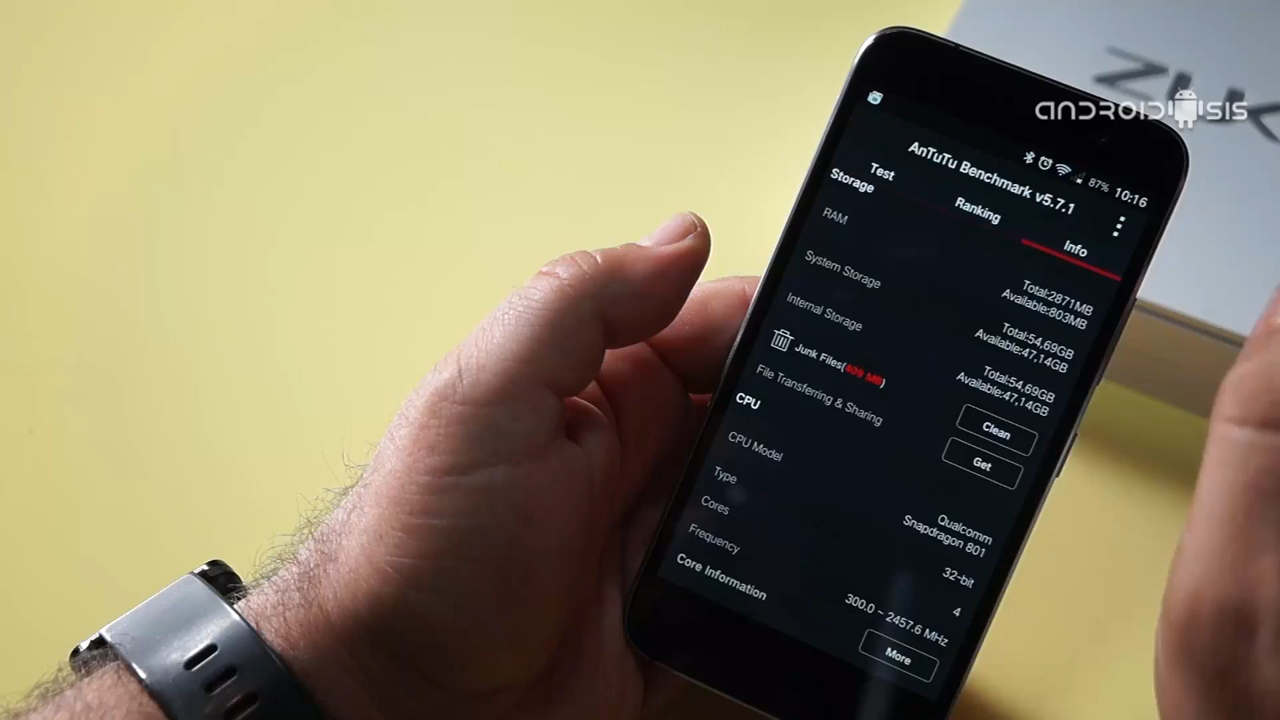 ZUK
ANDROIDSIS
87% 10:16
AnTuTu Benchmark v5.7.1
Test
Ranking
Info
Storage
RAM
Total:2871MB
Available:803MB
System Storage
Total:54,69GB
Available:47,14GB
Internal Storage
Total:54,69GB
Available:47,14GB
Junk Files(409 MB)
Clean
File Transferring & Sharing
Get
CPU
CPU Model
Qualcomm
Snapdragon 801
Type
32-bit
Cores
4
Frequency
300.0 ~ 2457.6 MHz
Core Information
More